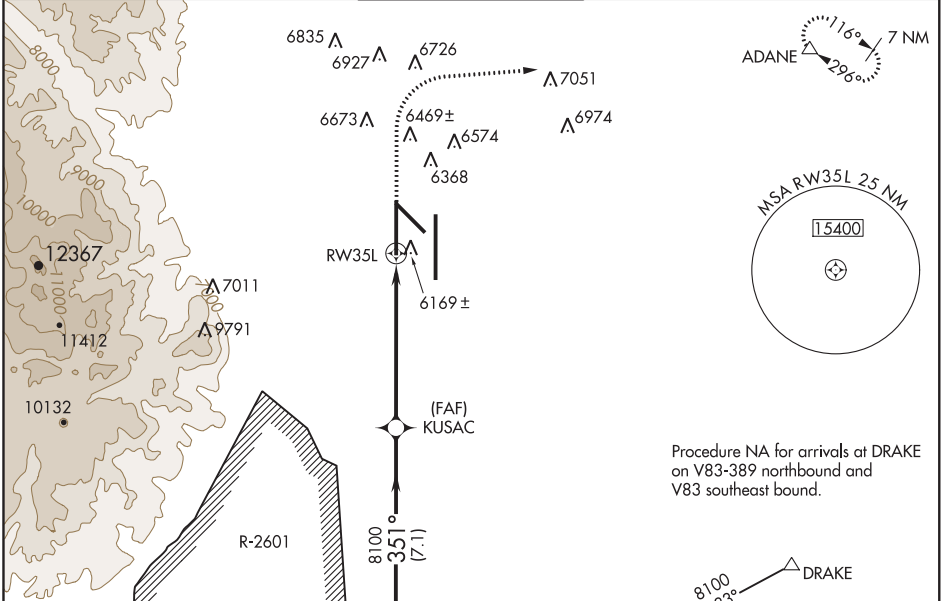 8000
9000
10000
11000
12367
11412
10132
7011
9791
6835
6927
6726
7051
6673
6469±
6574
6974
6368
RW35L
6169±
(FAF)
KUSAC
R-2601
8100
351°
(7.1)
ADANE
116°
296°
7 NM
MSA RW35L 25 NM
15400
Procedure NA for arrivals at DRAKE
on V83-389 northbound and
V83 southeast bound.
8100
DRAKE